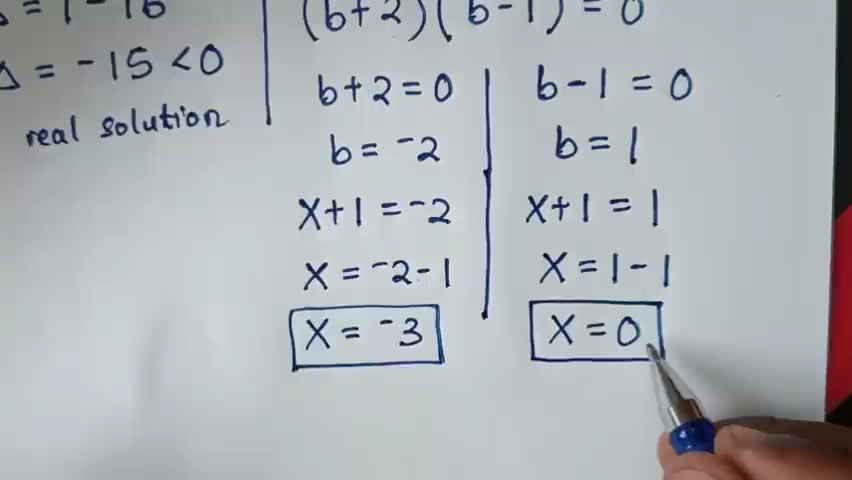 Δ = 1 - 16
Δ = -15 < 0
real solution
(b+2)(b-1) = 0
b+2 = 0
b = -2
x+1 = -2
x = -2-1
x = -3
b-1 = 0
b = 1
x+1 = 1
x = 1-1
x = 0